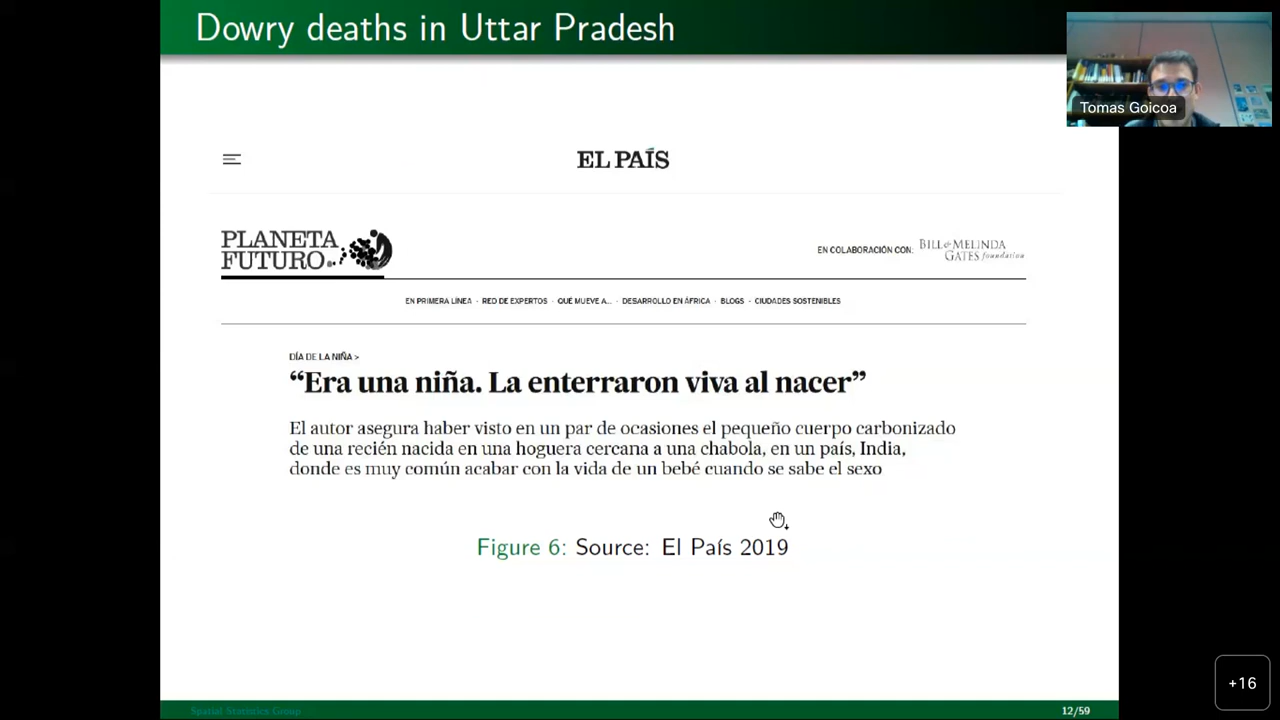 Dowry deaths in Uttar Pradesh
Tomas Goicoa
EL PAÍS
PLANETA
FUTURO
EN COLABORACIÓN CON:
BILL & MELINDA
GATES foundation
EN PRIMERA LÍNEA · RED DE EXPERTOS · QUÉ MUEVE A... · DESARROLLO EN ÁFRICA · BLOGS · CIUDADES SOSTENIBLES
DÍA DE LA NIÑA >
“Era una niña. La enterraron viva al nacer”
El autor asegura haber visto en un par de ocasiones el pequeño cuerpo carbonizado
de una recién nacida en una hoguera cercana a una chabola, en un país, India,
donde es muy común acabar con la vida de un bebé cuando se sabe el sexo
Figure 6: Source: El País 2019
+16
Spatial Statistics Group
12/59